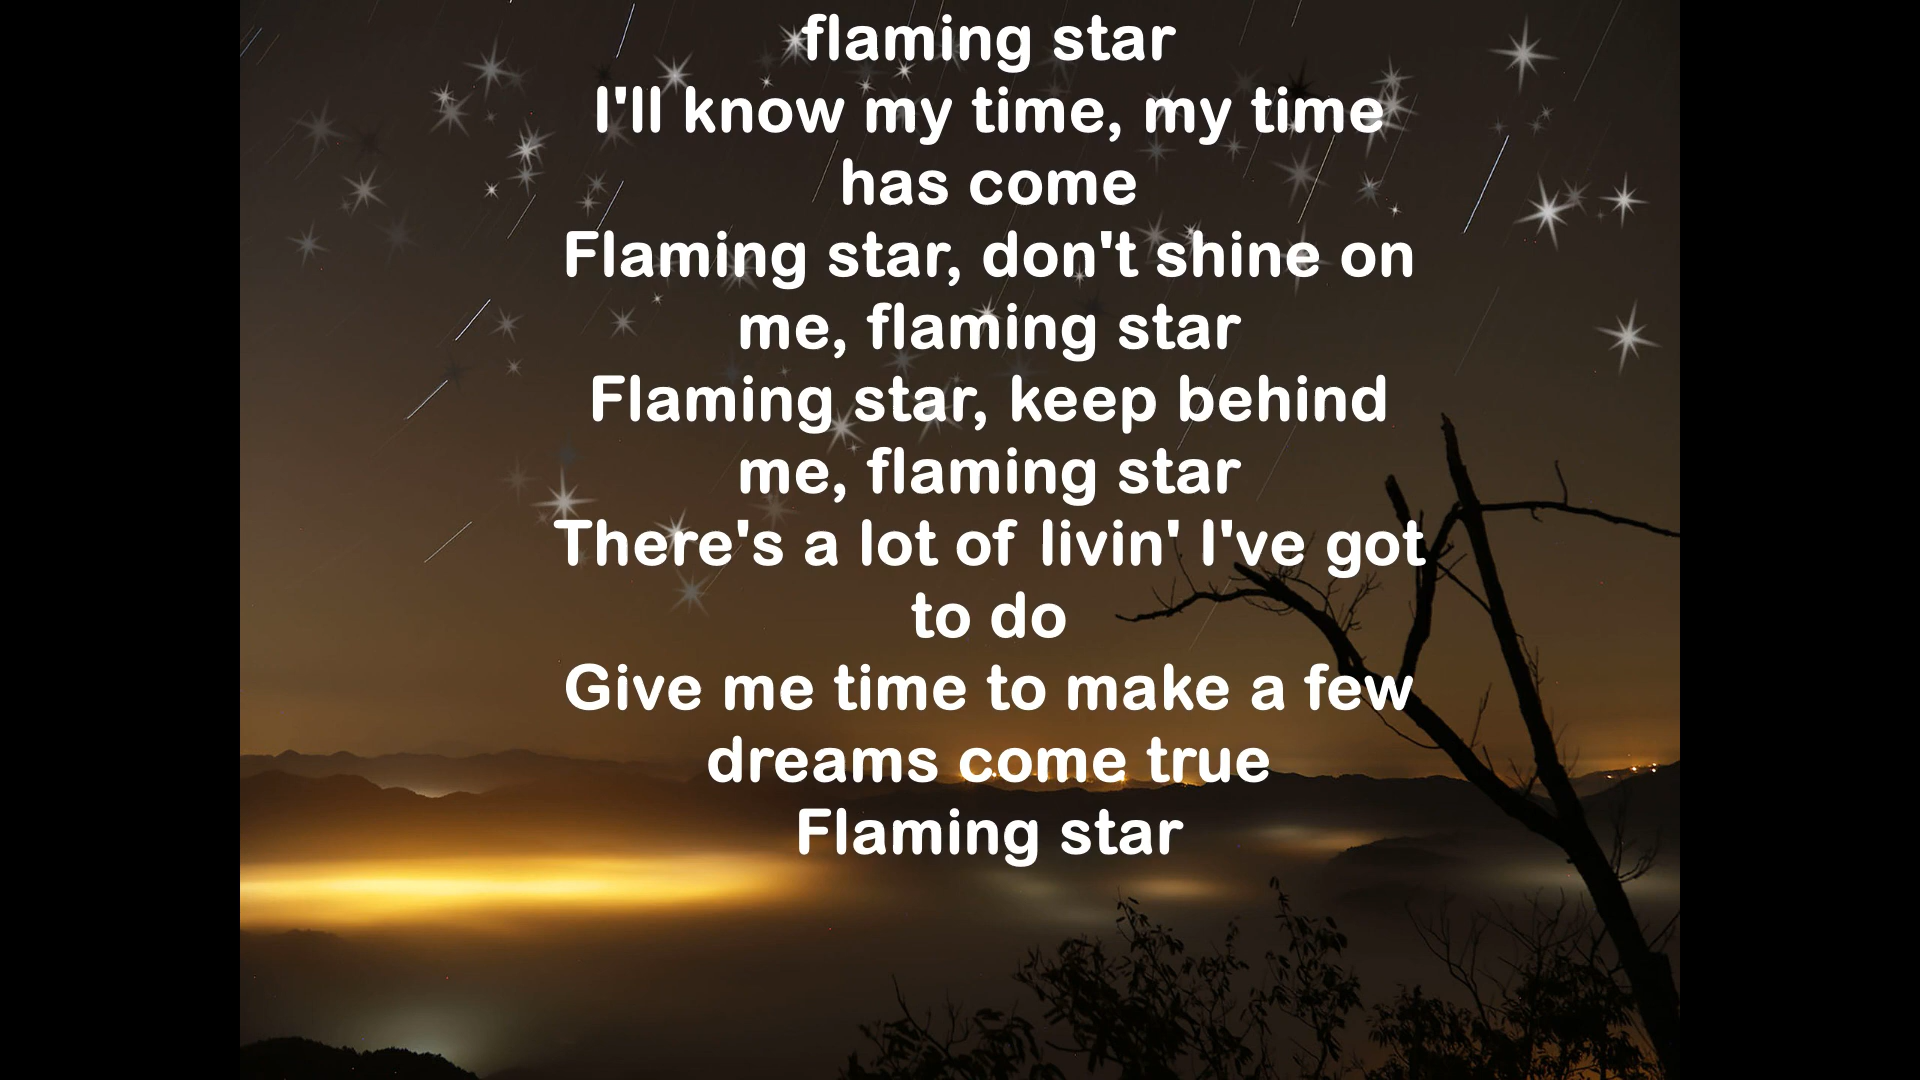 flaming star
I'll know my time, my time
has come
Flaming star, don't shine on
me, flaming star
Flaming star, keep behind
me, flaming star
There's a lot of livin' I've got
to do
Give me time to make a few
dreams come true
Flaming star